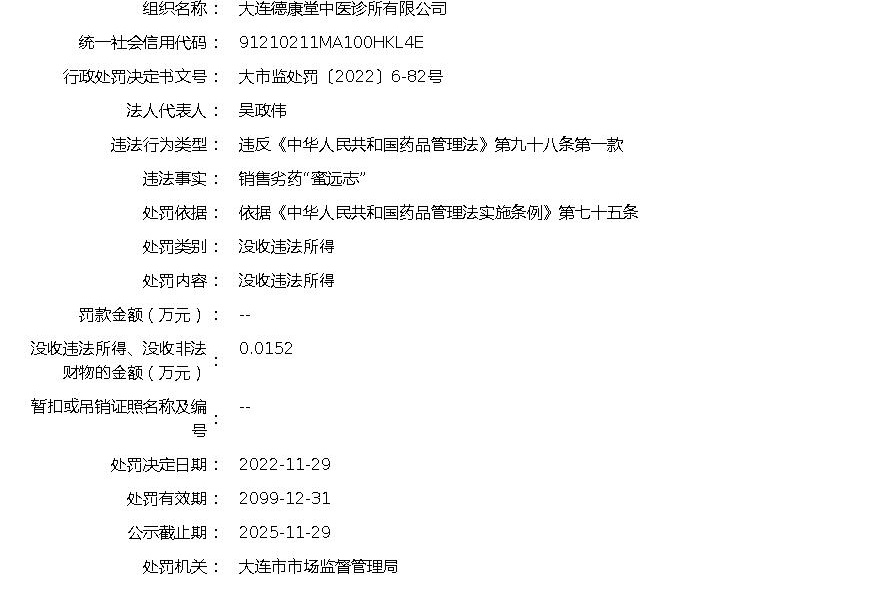 组织名称： 大连德康堂中医诊所有限公司
统一社会信用代码： 91210211MA100HKL4E
行政处罚决定书文号： 大市监处罚〔2022〕6-82号
法人代表人： 吴政伟
违法行为类型： 违反《中华人民共和国药品管理法》第九十八条第一款
违法事实： 销售劣药“蜜远志”
处罚依据： 依据《中华人民共和国药品管理法实施条例》第七十五条
处罚类别： 没收违法所得
处罚内容： 没收违法所得
罚款金额（万元）： --
没收违法所得、没收非法
财物的金额（万元）： 0.0152
暂扣或吊销证照名称及编
号： --
处罚决定日期： 2022-11-29
处罚有效期： 2099-12-31
公示截止期： 2025-11-29
处罚机关： 大连市市场监督管理局